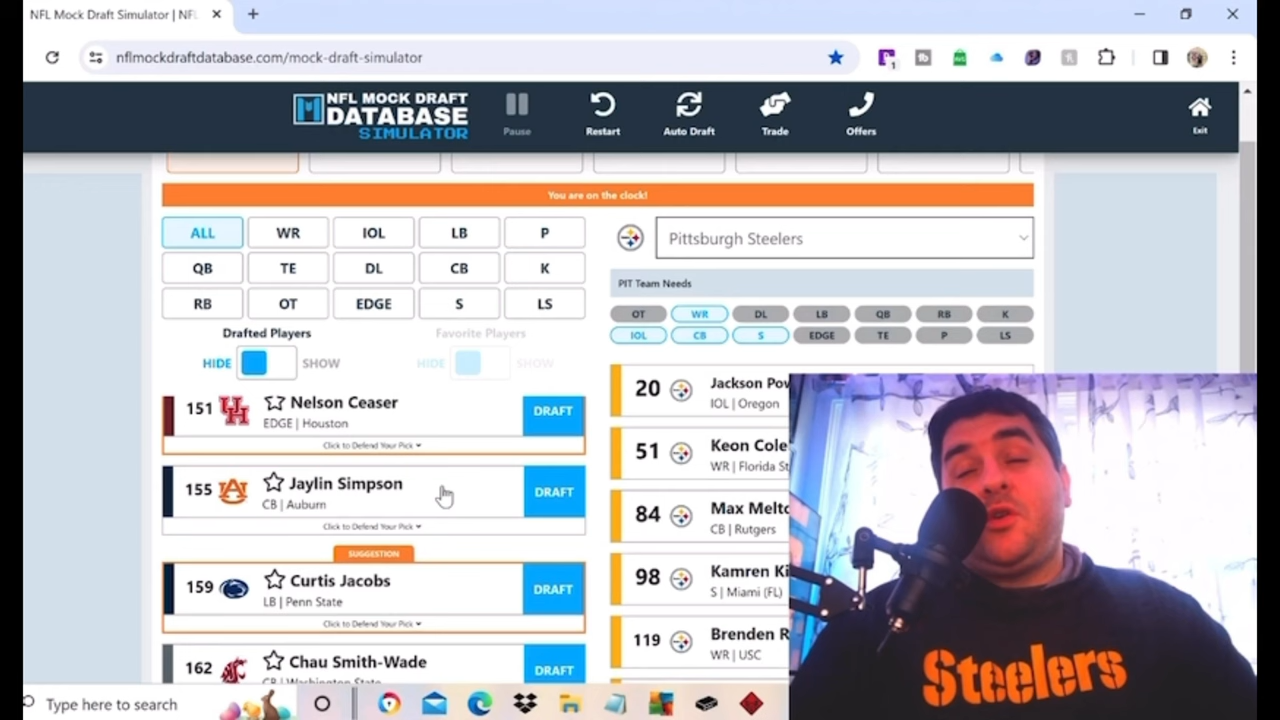 NFL Mock Draft Simulator | NF
nflmockdraftdatabase.com/mock-draft-simulator
NFL MOCK DRAFT
DATABASE
SIMULATOR
Pause
Restart
Auto Draft
Trade
Offers
Exit
You are on the clock!
ALL WR IOL LB P
QB TE DL CB K
RB OT EDGE S LS
Drafted Players
Favorite Players
HIDE SHOW
HIDE SHOW
151 Nelson Ceaser
EDGE | Houston
DRAFT
Click to Defend Your Pick
155 Jaylin Simpson
CB | Auburn
DRAFT
Click to Defend Your Pick
SUGGESTION
159 Curtis Jacobs
LB | Penn State
DRAFT
Click to Defend Your Pick
162 Chau Smith-Wade
CB | Washington State
DRAFT
Pittsburgh Steelers
PIT Team Needs
OT WR DL LB QB RB K
IOL CB S EDGE TE P LS
20 Jackson Pow
IOL | Oregon
51 Keon Cole
WR | Florida St
84 Max Melto
CB | Rutgers
98 Kamren Ki
S | Miami (FL)
119 Brenden R
WR | USC
Steelers
Type here to search